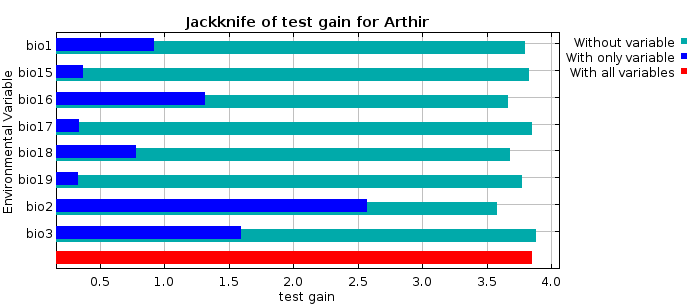 Jackknife of test gain for Arthir
Without variable
With only variable
With all variables
Environmental Variable
bio1
bio15
bio16
bio17
bio18
bio19
bio2
bio3
0.5 1.0 1.5 2.0 2.5 3.0 3.5 4.0
test gain